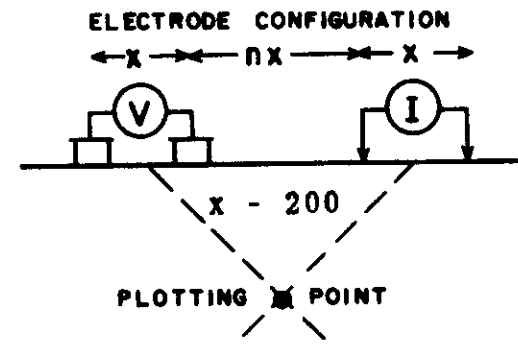 ELECTRODE CONFIGURATION
x nx x
V I
x - 200
PLOTTING POINT